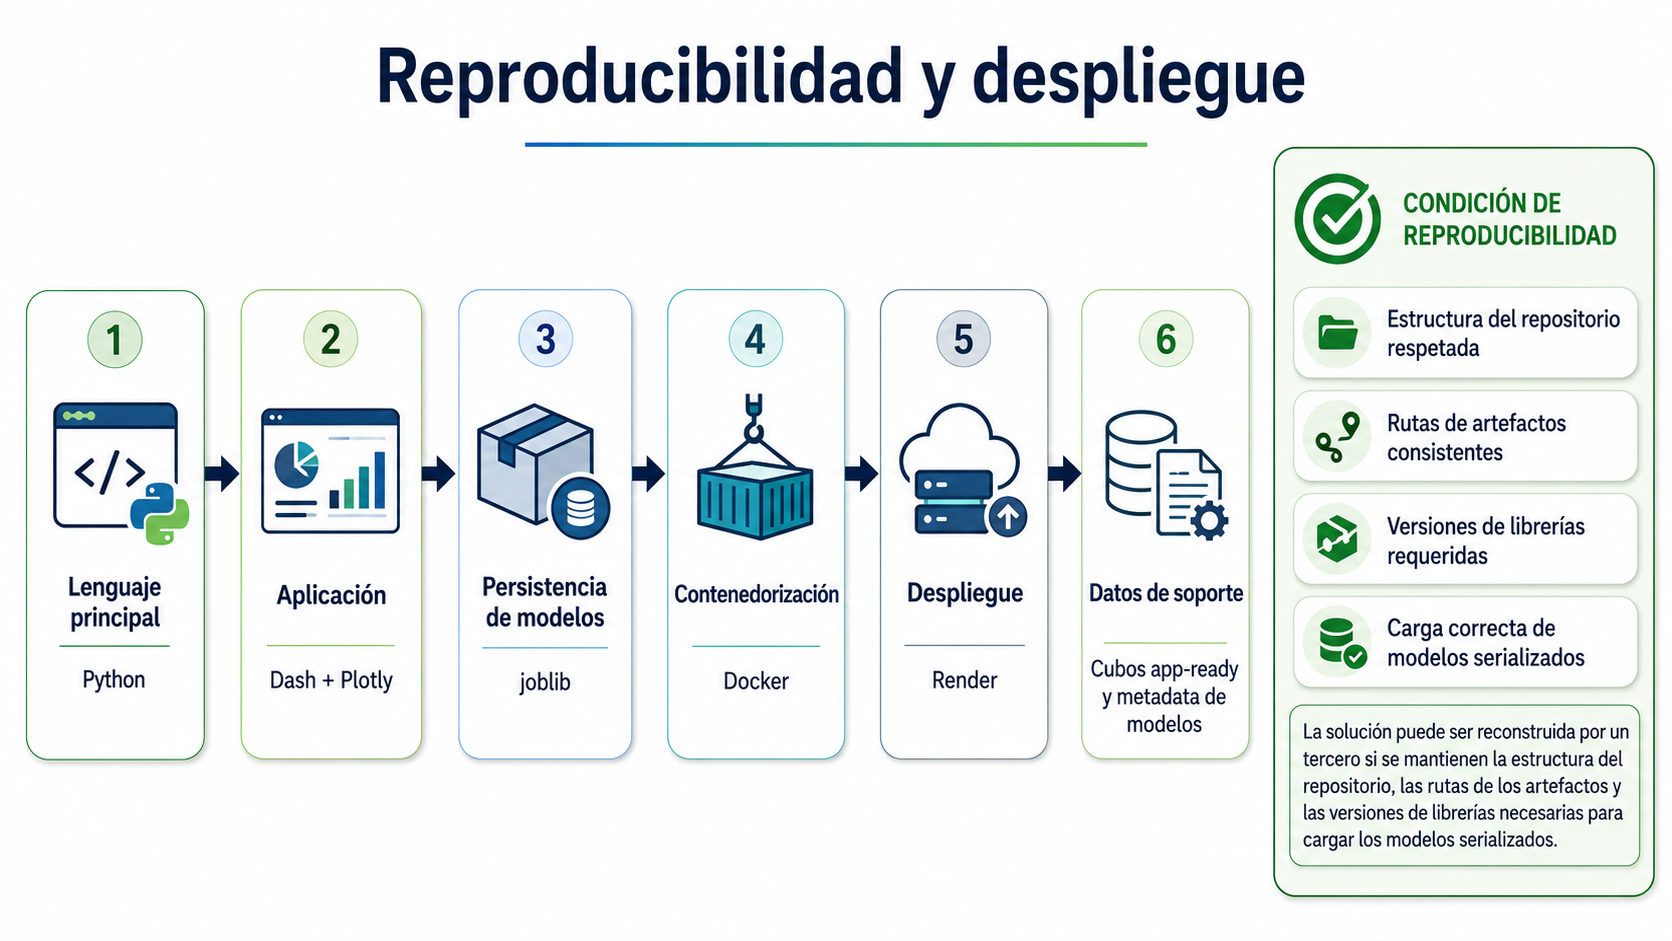 Reproducibilidad y despliegue
1
Lenguaje
principal
Python
2
Aplicación
Dash + Plotly
3
Persistencia
de modelos
joblib
4
Contenedorización
Docker
5
Despliegue
Render
6
Datos de soporte
Cubos app-ready
y metadata de
modelos
CONDICIÓN DE
REPRODUCIBILIDAD
Estructura del repositorio
respetada
Rutas de artefactos
consistentes
Versiones de librerías
requeridas
Carga correcta de
modelos serializados
La solución puede ser reconstruida por un
tercero si se mantienen la estructura del
repositorio, las rutas de los artefactos y
las versiones de librerías necesarias para
cargar los modelos serializados.